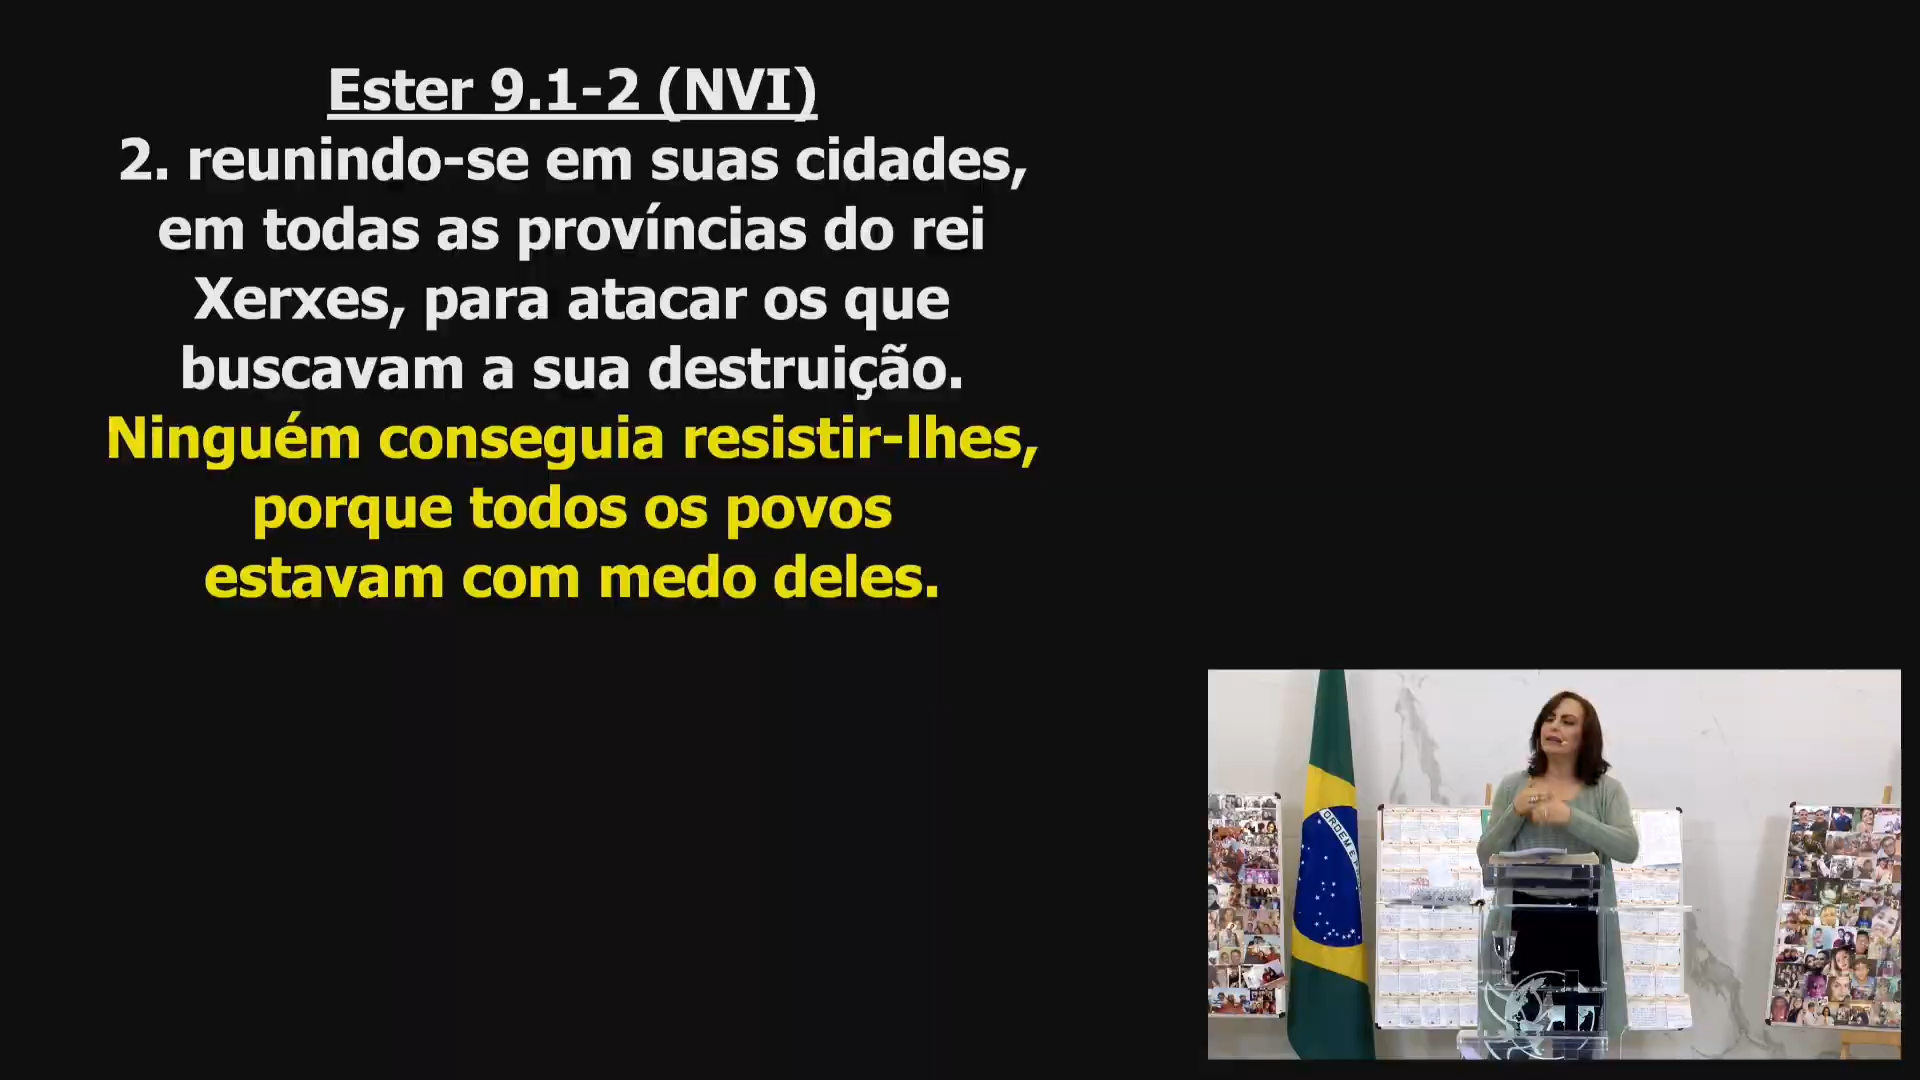 Ester 9.1-2 (NVI)
2. reunindo-se em suas cidades,
em todas as províncias do rei
Xerxes, para atacar os que
buscavam a sua destruição.
Ninguém conseguia resistir-lhes,
porque todos os povos
estavam com medo deles.
ORDEM E